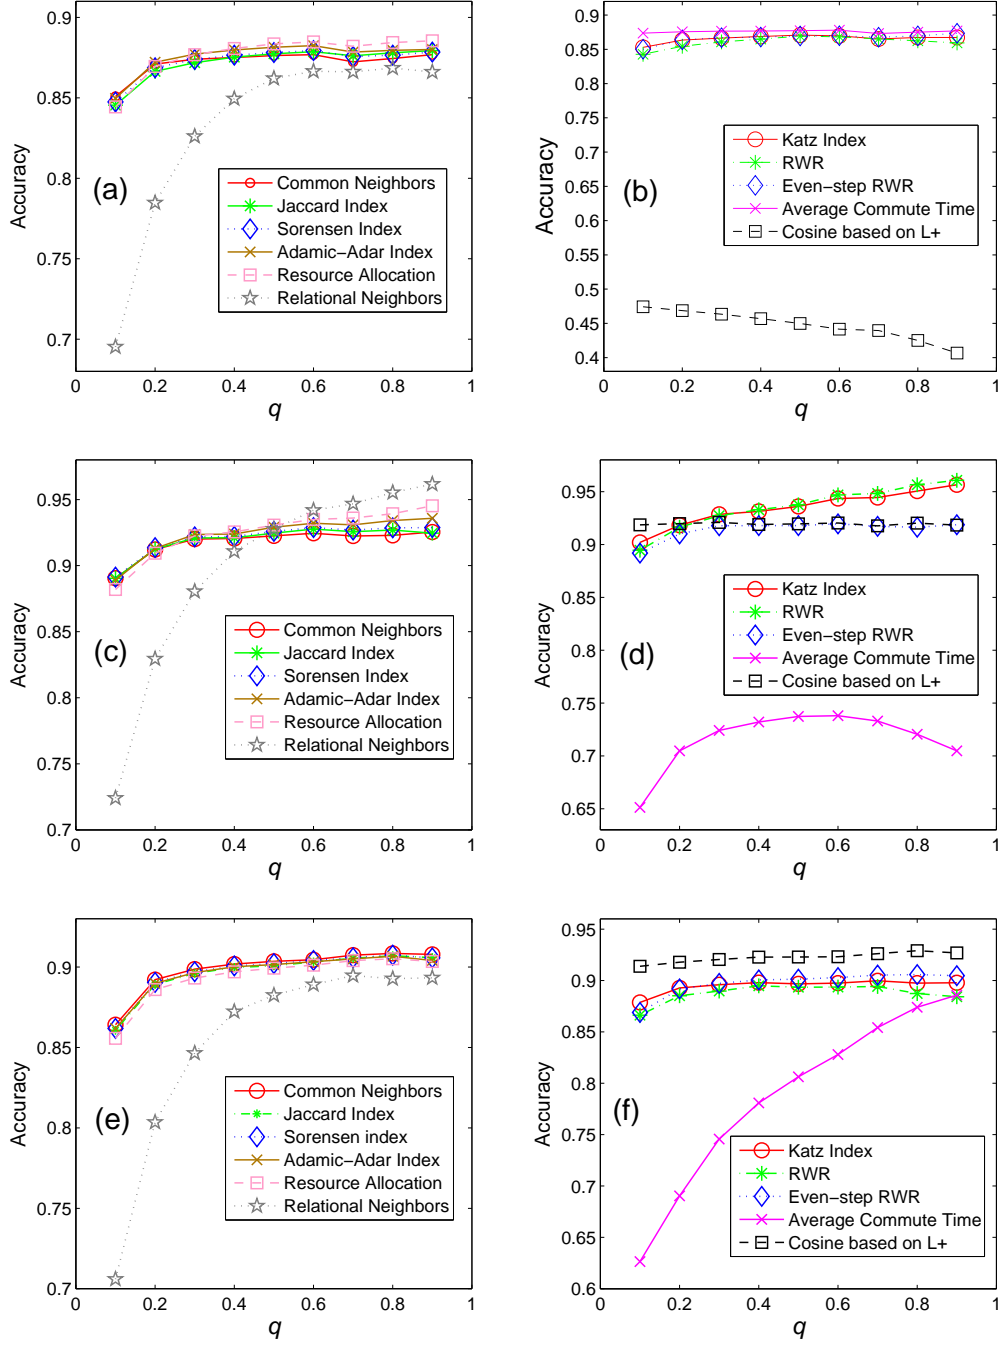 0.9
0.85
0.8
0.75
0.7
Accuracy
(a)
Common Neighbors
Jaccard Index
Sorensen Index
Adamic−Adar Index
Resource Allocation
Relational Neighbors
0 0.2 0.4 0.6 0.8 1
q
0.9
0.85
0.8
0.75
0.7
0.65
0.6
0.55
0.5
0.45
0.4
Accuracy
(b)
Katz Index
RWR
Even−step RWR
Average Commute Time
Cosine based on L+
0 0.2 0.4 0.6 0.8 1
q
0.95
0.9
0.85
0.8
0.75
0.7
Accuracy
(c)
Common Neighbors
Jaccard Index
Sorensen Index
Adamic−Adar Index
Resource Allocation
Relational Neighbors
0 0.2 0.4 0.6 0.8 1
q
0.95
0.9
0.85
0.8
0.75
0.7
0.65
Accuracy
(d)
Katz Index
RWR
Even−step RWR
Average Commute Time
Cosine based on L+
0 0.2 0.4 0.6 0.8 1
q
0.9
0.8
0.7
Accuracy
(e)
Common Neighbors
Jaccard Index
Sorensen index
Adamic−Adar Index
Resource Allocation
Relational Neighbors
0 0.2 0.4 0.6 0.8 1
q
0.95
0.9
0.85
0.8
0.75
0.7
0.65
0.6
Accuracy
(f)
Katz Index
RWR
Even−step RWR
Average Commute Time
Cosine based on L+
0 0.2 0.4 0.6 0.8 1
q